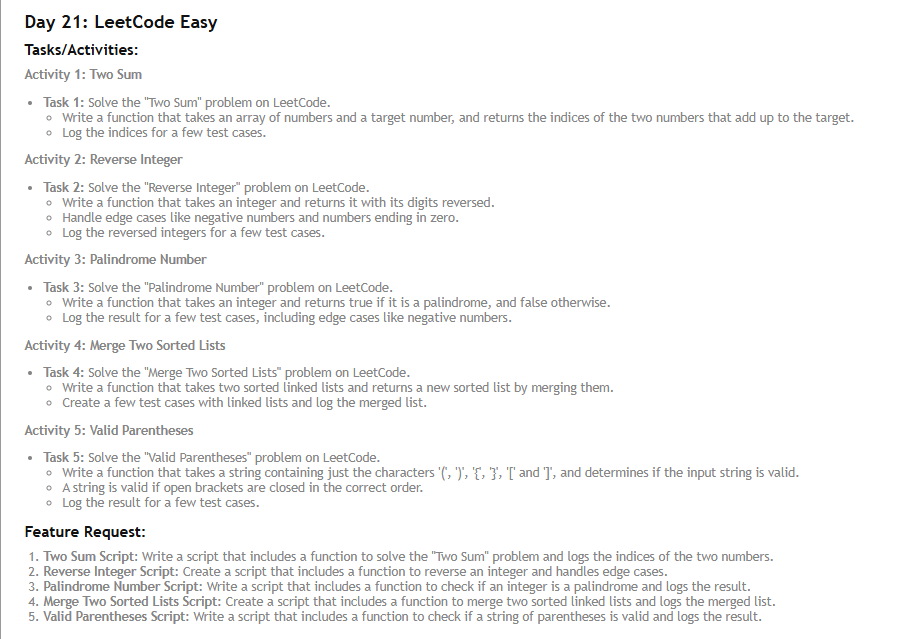 Day 21: LeetCode Easy
Tasks/Activities:
Activity 1: Two Sum
• Task 1: Solve the "Two Sum" problem on LeetCode.
◦ Write a function that takes an array of numbers and a target number, and returns the indices of the two numbers that add up to the target.
◦ Log the indices for a few test cases.
Activity 2: Reverse Integer
• Task 2: Solve the "Reverse Integer" problem on LeetCode.
◦ Write a function that takes an integer and returns it with its digits reversed.
◦ Handle edge cases like negative numbers and numbers ending in zero.
◦ Log the reversed integers for a few test cases.
Activity 3: Palindrome Number
• Task 3: Solve the "Palindrome Number" problem on LeetCode.
◦ Write a function that takes an integer and returns true if it is a palindrome, and false otherwise.
◦ Log the result for a few test cases, including edge cases like negative numbers.
Activity 4: Merge Two Sorted Lists
• Task 4: Solve the "Merge Two Sorted Lists" problem on LeetCode.
◦ Write a function that takes two sorted linked lists and returns a new sorted list by merging them.
◦ Create a few test cases with linked lists and log the merged list.
Activity 5: Valid Parentheses
• Task 5: Solve the "Valid Parentheses" problem on LeetCode.
◦ Write a function that takes a string containing just the characters '(', ')', '{', '}', '[' and ']', and determines if the input string is valid.
◦ A string is valid if open brackets are closed in the correct order.
◦ Log the result for a few test cases.
Feature Request:
1. Two Sum Script: Write a script that includes a function to solve the "Two Sum" problem and logs the indices of the two numbers.
2. Reverse Integer Script: Create a script that includes a function to reverse an integer and handles edge cases.
3. Palindrome Number Script: Write a script that includes a function to check if an integer is a palindrome and logs the result.
4. Merge Two Sorted Lists Script: Create a script that includes a function to merge two sorted linked lists and logs the merged list.
5. Valid Parentheses Script: Write a script that includes a function to check if a string of parentheses is valid and logs the result.